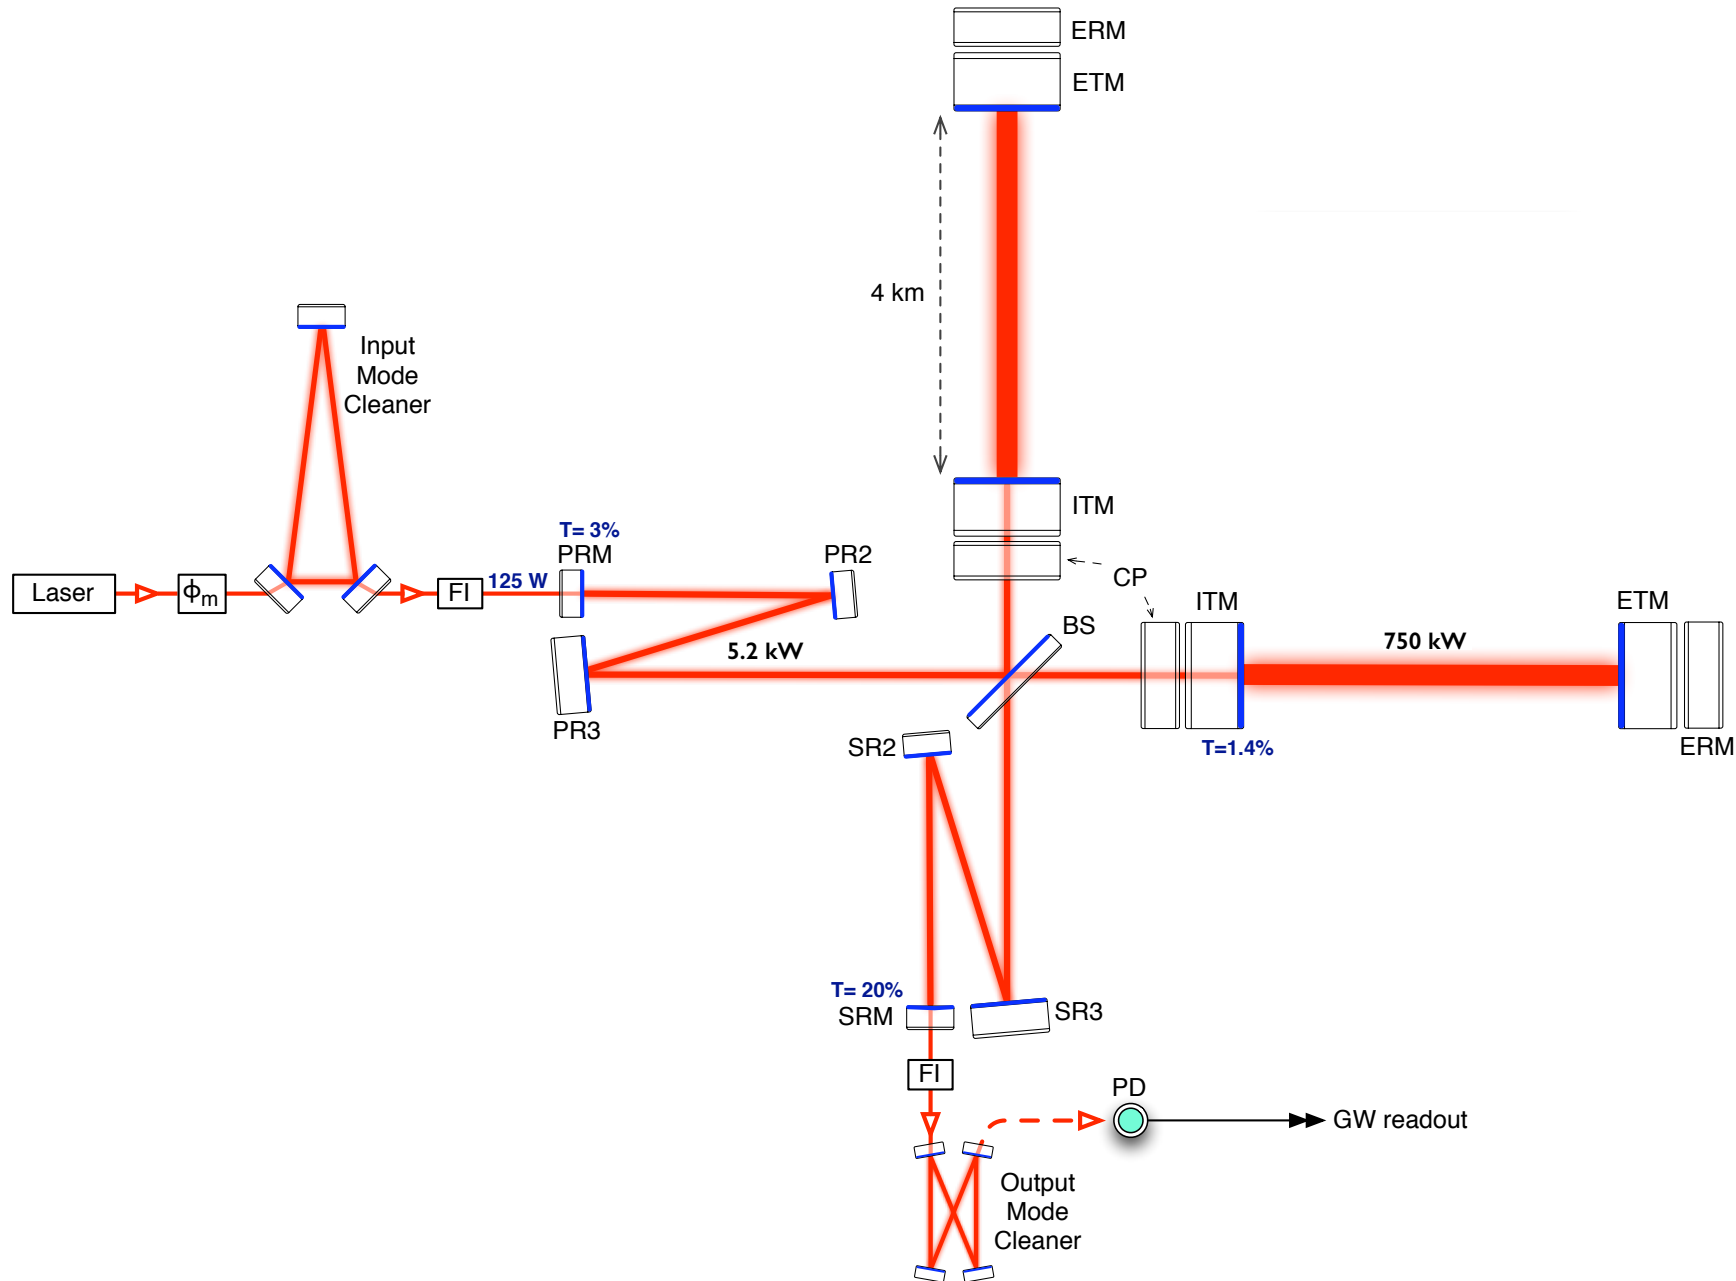 ERM
ETM
4 km
Input
Mode
Cleaner
ITM
T= 3%
PRM
PR2
CP
Laser
ϕm
FI
125 W
ITM
ETM
BS
5.2 kW
750 kW
PR3
SR2
T=1.4%
ERM
T= 20%
SRM
SR3
FI
PD
GW readout
Output
Mode
Cleaner